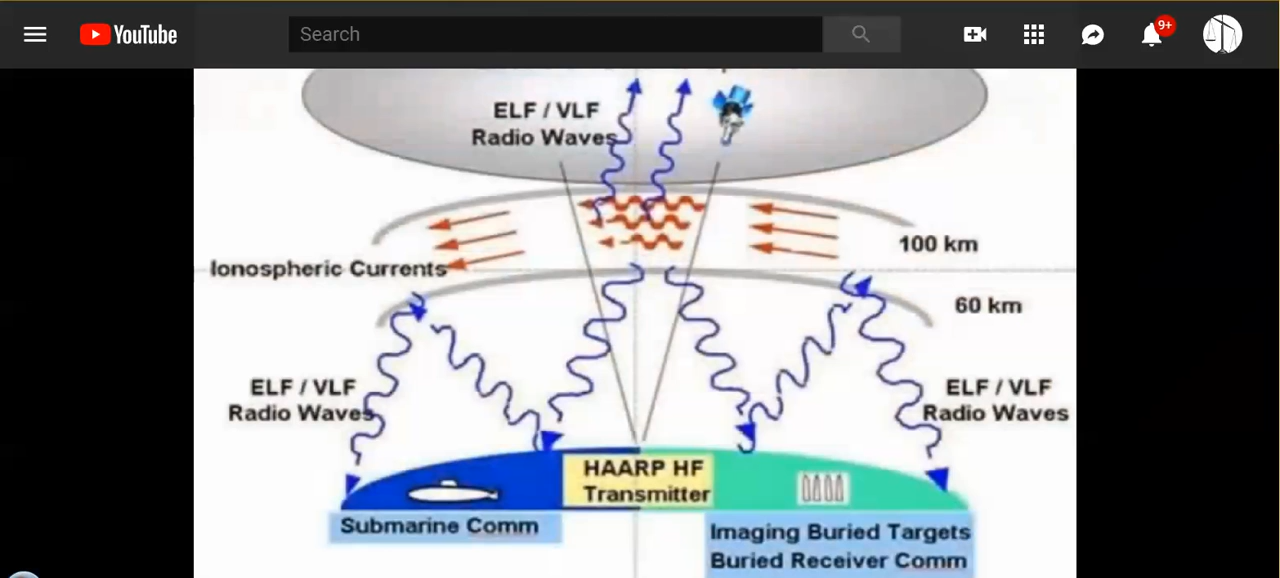 YouTube
Search
9+
ELF / VLF
Radio Waves
100 km
Ionospheric Currents
60 km
ELF / VLF
Radio Waves
ELF / VLF
Radio Waves
HAARP HF
Transmitter
Submarine Comm
Imaging Buried Targets
Buried Receiver Comm